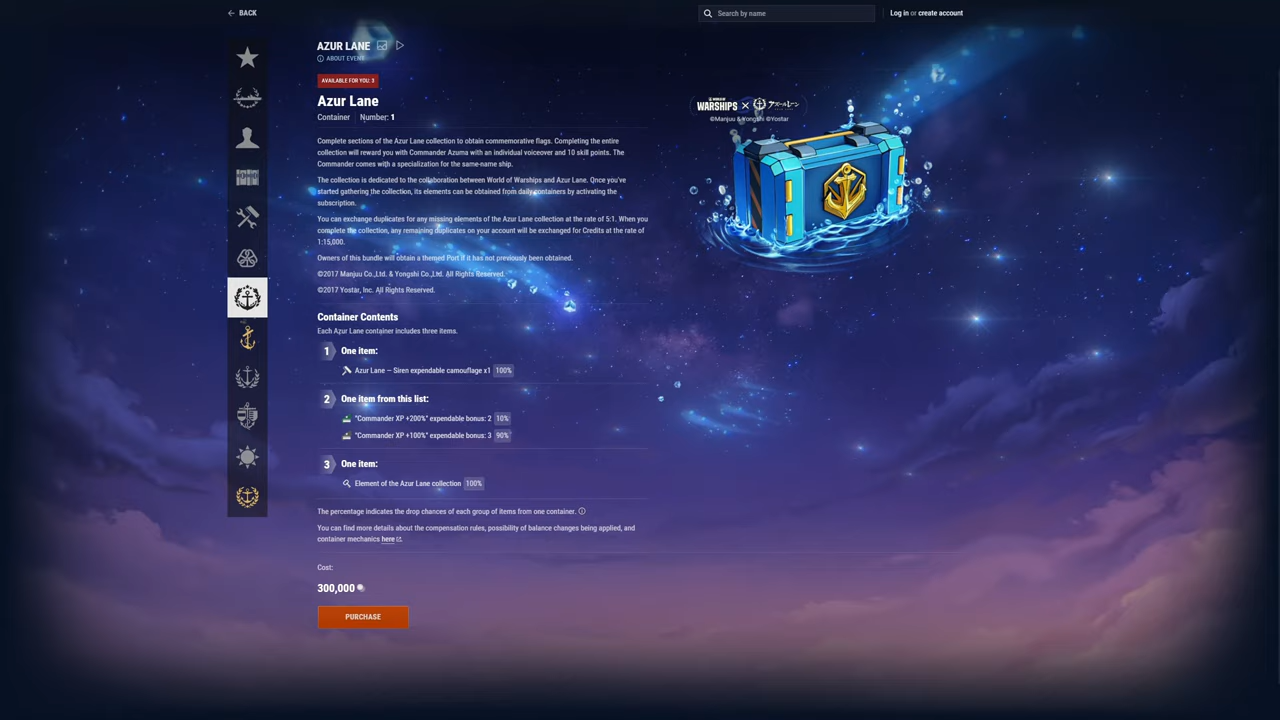 BACK
Search by name
Log in or create account
AZUR LANE
ABOUT EVENT
AVAILABLE FOR YOU: 3
Azur Lane
Container Number: 1
WORLD OF WARSHIPS × アズールレーン
©Manjuu & Yongshi ©Yostar
Complete sections of the Azur Lane collection to obtain commemorative flags. Completing the entire
collection will reward you with Commander Azuma with an individual voiceover and 10 skill points. The
Commander comes with a specialization for the same-name ship.
The collection is dedicated to the collaboration between World of Warships and Azur Lane. Once you've
started gathering the collection, its elements can be obtained from daily containers by activating the
subscription.
You can exchange duplicates for any missing elements of the Azur Lane collection at the rate of 5:1. When you
complete the collection, any remaining duplicates on your account will be exchanged for Credits at the rate of
1:15,000.
Owners of this bundle will obtain a themed Port if it has not previously been obtained.
©2017 Manjuu Co.,Ltd. & Yongshi Co.,Ltd. All Rights Reserved.
©2017 Yostar, Inc. All Rights Reserved.
Container Contents
Each Azur Lane container includes three items.
1 One item:
Azur Lane — Siren expendable camouflage x1 100%
2 One item from this list:
"Commander XP +200%" expendable bonus: 2 10%
"Commander XP +100%" expendable bonus: 3 90%
3 One item:
Element of the Azur Lane collection 100%
The percentage indicates the drop chances of each group of items from one container.
You can find more details about the compensation rules, possibility of balance changes being applied, and
container mechanics here.
Cost:
300,000
PURCHASE